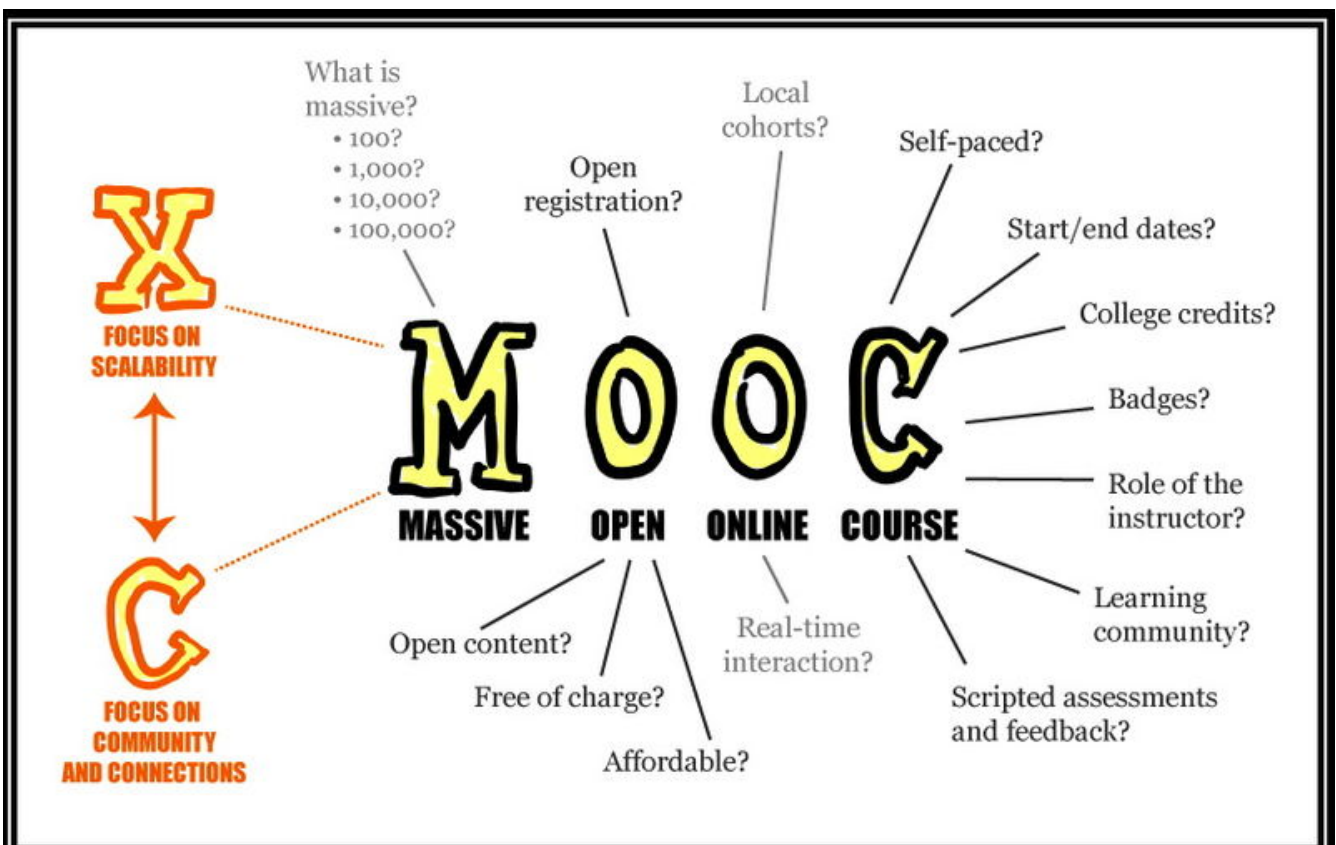 What is
massive?
• 100?
• 1,000?
• 10,000?
• 100,000?
Open
registration?
Local
cohorts?
Self-paced?
Start/end dates?
College credits?
Badges?
Role of the
instructor?
Learning
community?
Scripted assessments
and feedback?
X
FOCUS ON
SCALABILITY
C
FOCUS ON
COMMUNITY
AND CONNECTIONS
MOOC
MASSIVE OPEN ONLINE COURSE
Open content?
Free of charge?
Affordable?
Real-time
interaction?